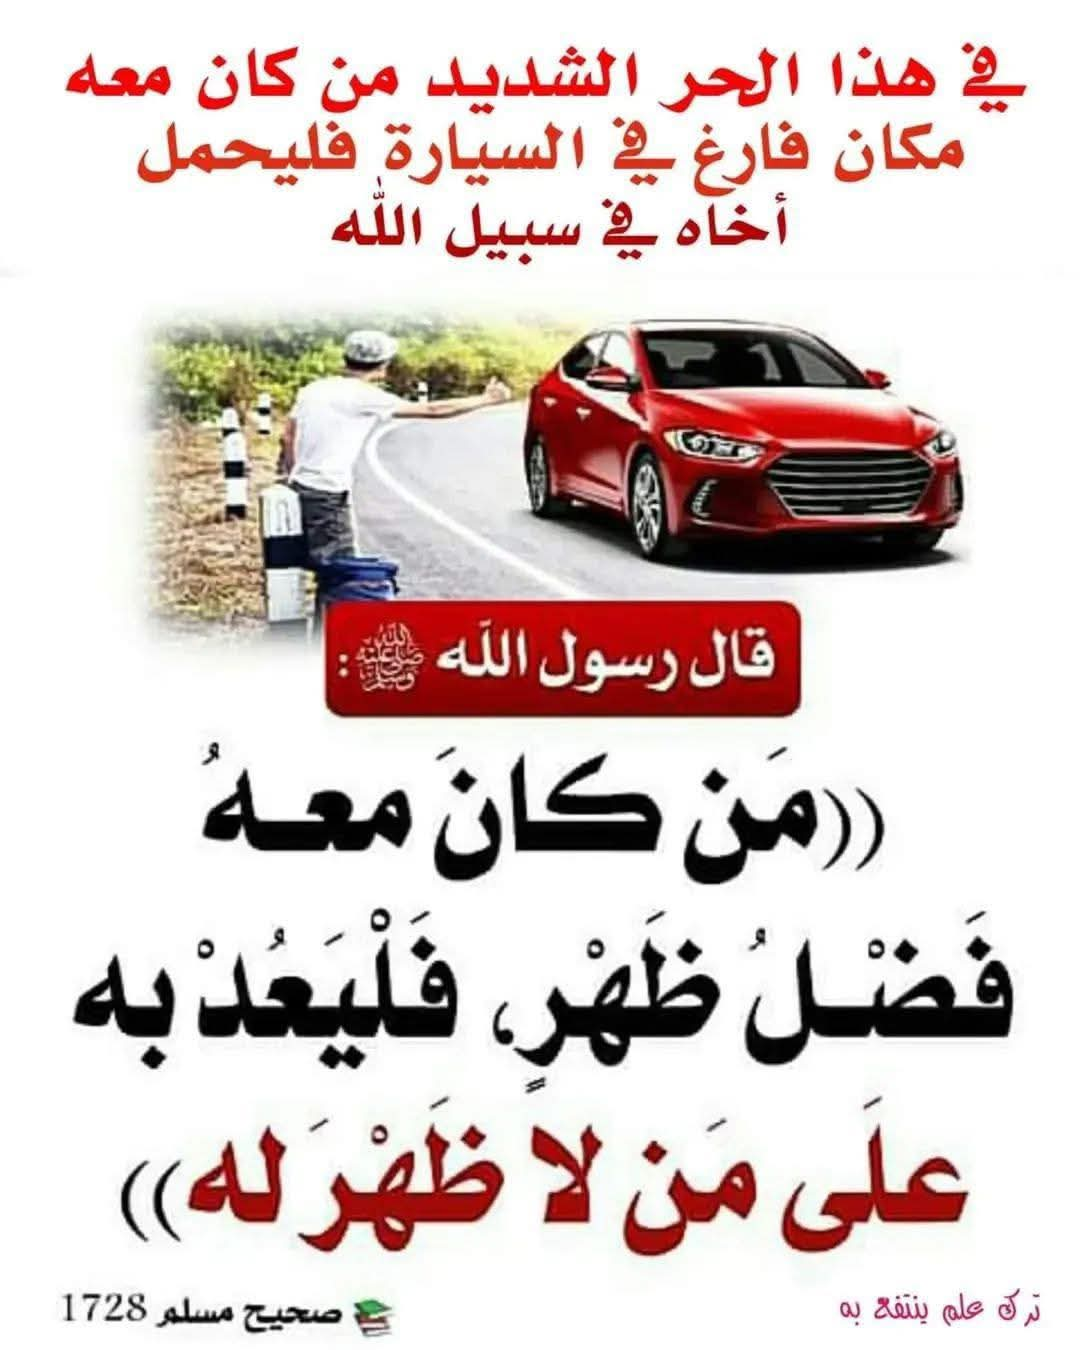 في هذا الحر الشديد من كان معه
مكان فارغ في السيارة فليحمل
أخاه في سبيل الله
قال رسول الله ﷺ :
((مَن كانَ معهُ
فَضْلُ ظَهْرٍ، فَلْيَعُدْ به
علَى مَن لا ظَهْرَ له))
صحيح مسلم 1728
ترك علم ينتفع به